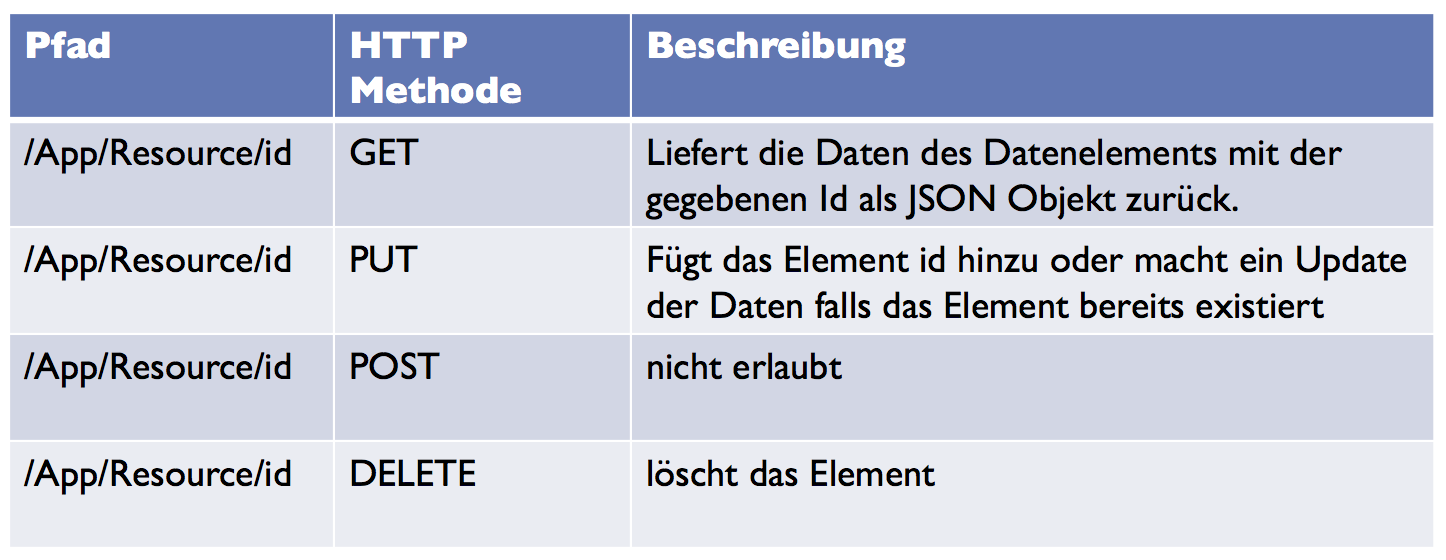 Pfad HTTP Methode Beschreibung
/App/Resource/id GET Liefert die Daten des Datenelements mit der
gegebenen Id als JSON Objekt zurück.
/App/Resource/id PUT Fügt das Element id hinzu oder macht ein Update
der Daten falls das Element bereits existiert
/App/Resource/id POST nicht erlaubt
/App/Resource/id DELETE löscht das Element